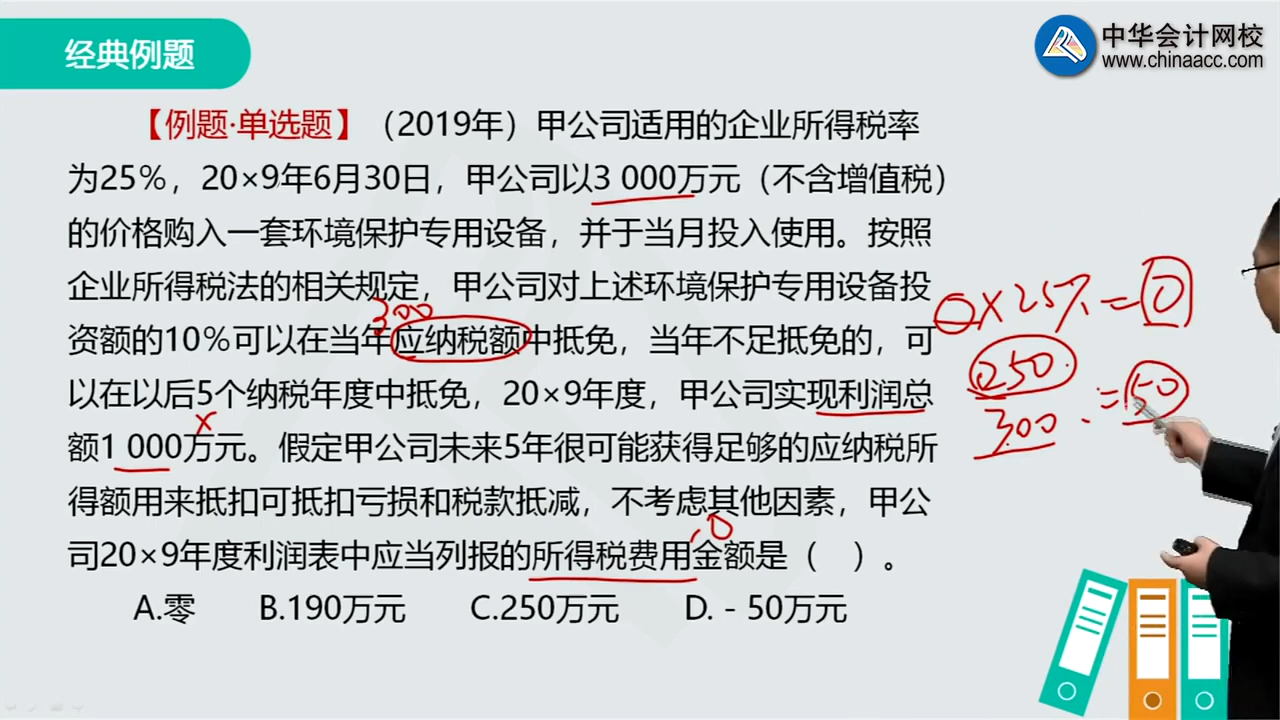 经典例题
中华会计网校
www.chinaacc.com
【例题·单选题】（2019年）甲公司适用的企业所得税率
为25%，20×9年6月30日，甲公司以3 000万元（不含增值税）
的价格购入一套环境保护专用设备，并于当月投入使用。按照
企业所得税法的相关规定，甲公司对上述环境保护专用设备投
0×25%=0
300
资额的10%可以在当年应纳税额中抵免，当年不足抵免的，可
250
以在以后5个纳税年度中抵免，20×9年度，甲公司实现利润总
=50
x
300
额1 000万元。假定甲公司未来5年很可能获得足够的应纳税所
得额用来抵扣可抵扣亏损和税款抵减，不考虑其他因素，甲公
,0
司20×9年度利润表中应当列报的所得税费用金额是（ ）。
A.零 B.190万元 C.250万元 D.－50万元